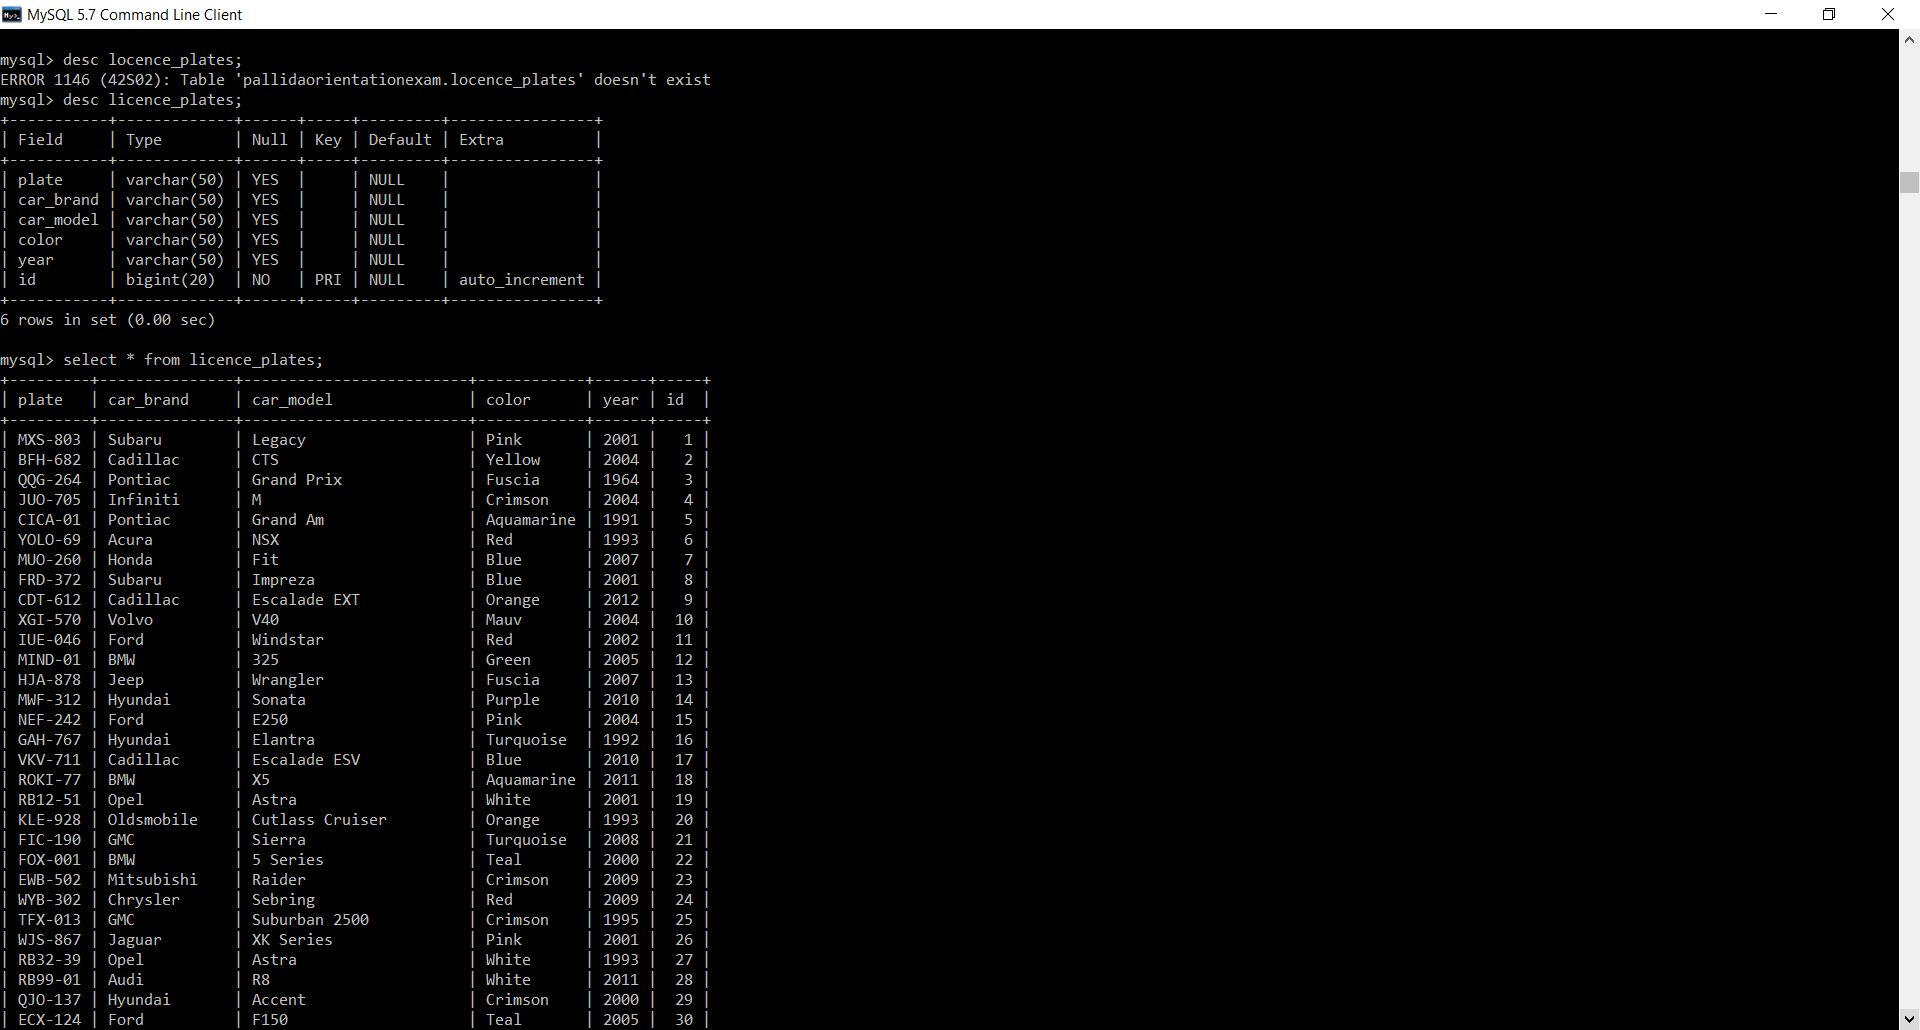 MySQL 5.7 Command Line Client
mysql> desc locence_plates;
ERROR 1146 (42S02): Table 'pallidaorientationexam.locence_plates' doesn't exist
mysql> desc licence_plates;
+-----------+-------------+------+-----+---------+----------------+
| Field     | Type        | Null | Key | Default | Extra          |
+-----------+-------------+------+-----+---------+----------------+
| plate     | varchar(50) | YES  |     | NULL    |                |
| car_brand | varchar(50) | YES  |     | NULL    |                |
| car_model | varchar(50) | YES  |     | NULL    |                |
| color     | varchar(50) | YES  |     | NULL    |                |
| year      | varchar(50) | YES  |     | NULL    |                |
| id        | bigint(20)  | NO   | PRI | NULL    | auto_increment |
+-----------+-------------+------+-----+---------+----------------+
6 rows in set (0.00 sec)
mysql> select * from licence_plates;
+---------+---------------+-------------------------+------------+------+-----+
| plate   | car_brand     | car_model               | color      | year | id  |
+---------+---------------+-------------------------+------------+------+-----+
| MXS-803 | Subaru        | Legacy                  | Pink       | 2001 |   1 |
| BFH-682 | Cadillac      | CTS                     | Yellow     | 2004 |   2 |
| QQG-264 | Pontiac       | Grand Prix              | Fuscia     | 1964 |   3 |
| JUO-705 | Infiniti      | M                       | Crimson    | 2004 |   4 |
| CICA-01 | Pontiac       | Grand Am                | Aquamarine | 1991 |   5 |
| YOLO-69 | Acura         | NSX                     | Red        | 1993 |   6 |
| MUO-260 | Honda         | Fit                     | Blue       | 2007 |   7 |
| FRD-372 | Subaru        | Impreza                 | Blue       | 2001 |   8 |
| CDT-612 | Cadillac      | Escalade EXT            | Orange     | 2012 |   9 |
| XGI-570 | Volvo         | V40                     | Mauv       | 2004 |  10 |
| IUE-046 | Ford          | Windstar                | Red        | 2002 |  11 |
| MIND-01 | BMW           | 325                     | Green      | 2005 |  12 |
| HJA-878 | Jeep          | Wrangler                | Fuscia     | 2007 |  13 |
| MWF-312 | Hyundai       | Sonata                  | Purple     | 2010 |  14 |
| NEF-242 | Ford          | E250                    | Pink       | 2004 |  15 |
| GAH-767 | Hyundai       | Elantra                 | Turquoise  | 1992 |  16 |
| VKV-711 | Cadillac      | Escalade ESV            | Blue       | 2010 |  17 |
| ROKI-77 | BMW           | X5                      | Aquamarine | 2011 |  18 |
| RB12-51 | Opel          | Astra                   | White      | 2001 |  19 |
| KLE-928 | Oldsmobile    | Cutlass Cruiser         | Orange     | 1993 |  20 |
| FIC-190 | GMC           | Sierra                  | Turquoise  | 2008 |  21 |
| FOX-001 | BMW           | 5 Series                | Teal       | 2000 |  22 |
| EWB-502 | Mitsubishi    | Raider                  | Crimson    | 2009 |  23 |
| WYB-302 | Chrysler      | Sebring                 | Red        | 2009 |  24 |
| TFX-013 | GMC           | Suburban 2500           | Crimson    | 1995 |  25 |
| WJS-867 | Jaguar        | XK Series               | Pink       | 2001 |  26 |
| RB32-39 | Opel          | Astra                   | White      | 1993 |  27 |
| RB99-01 | Audi          | R8                      | White      | 2011 |  28 |
| QJO-137 | Hyundai       | Accent                  | Crimson    | 2000 |  29 |
| ECX-124 | Ford          | F150                    | Teal       | 2005 |  30 |